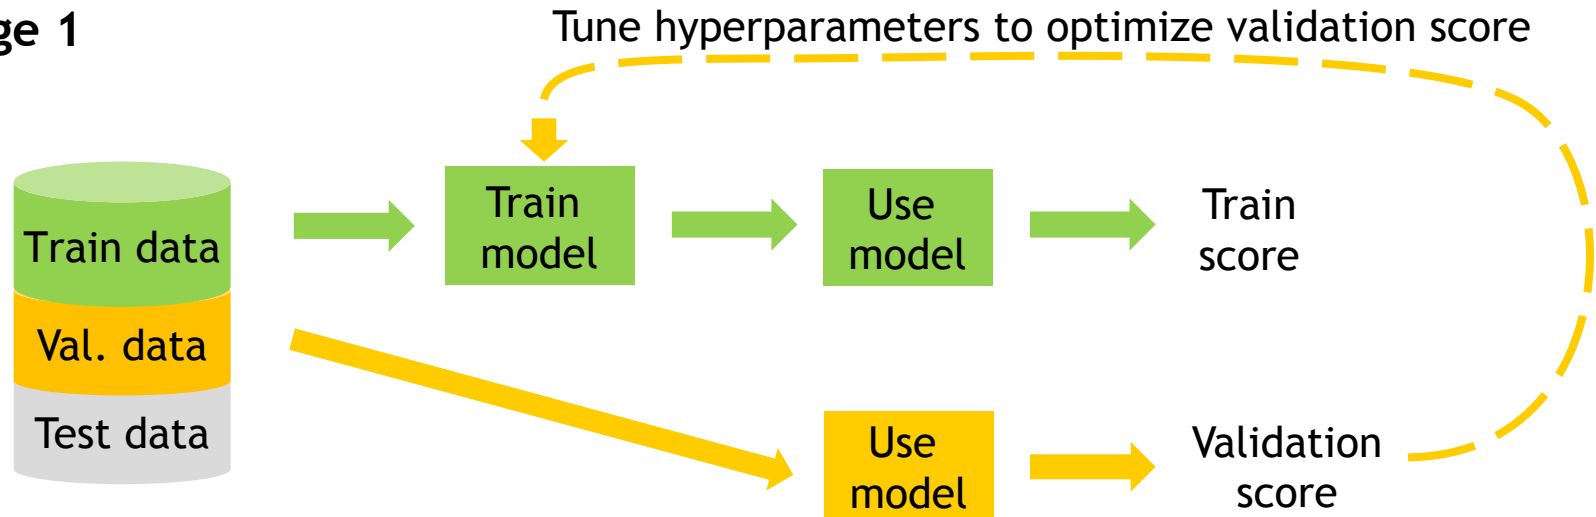 ge 1
Tune hyperparameters to optimize validation score
Train data
Val. data
Test data
Train
model
Use
model
Train
score
Use
model
Validation
score